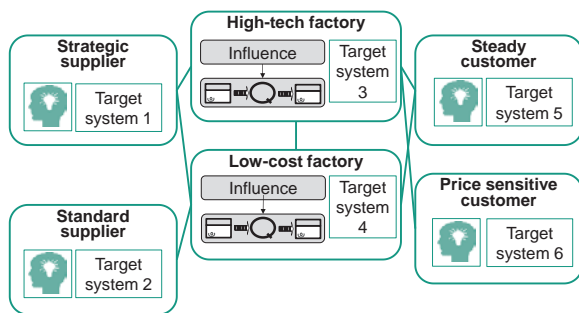 Strategic
supplier
Target
system 1
Standard
supplier
Target
system 2
High-tech factory
Influence
Target
system
3
Low-cost factory
Influence
Target
system
4
Steady
customer
Target
system 5
Price sensitive
customer
Target
system 6